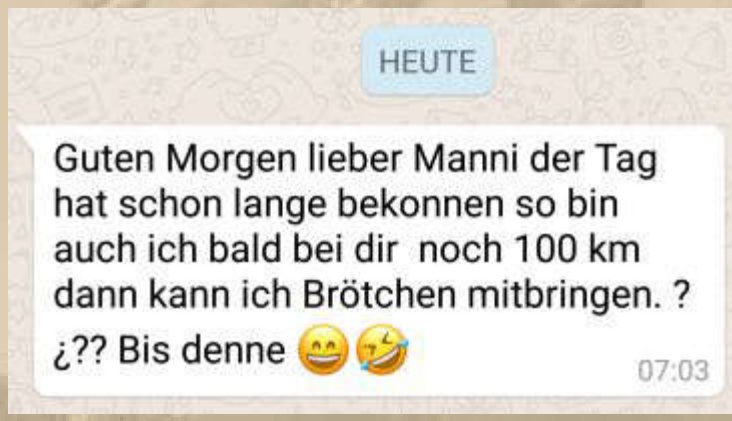 HEUTE
Guten Morgen lieber Manni der Tag
hat schon lange bekonnen so bin
auch ich bald bei dir  noch 100 km
dann kann ich Brötchen mitbringen. ?
¿?? Bis denne 😄🤣
07:03